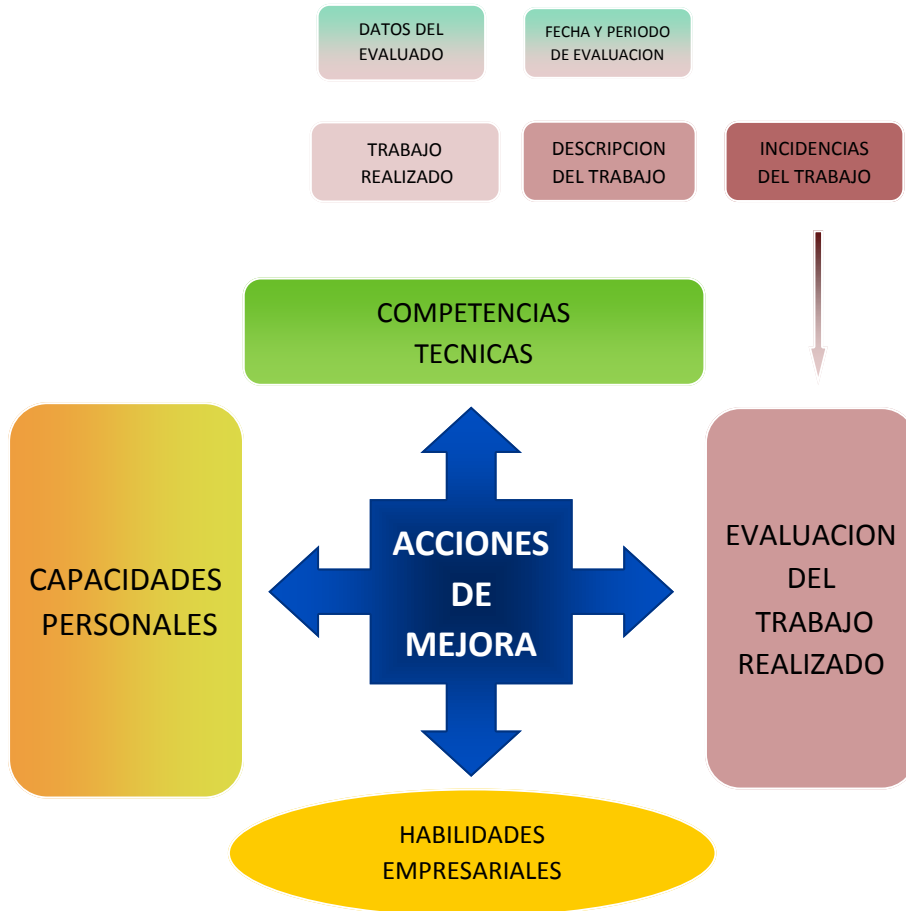 DATOS DEL
EVALUADO
FECHA Y PERIODO
DE EVALUACION
TRABAJO
REALIZADO
DESCRIPCION
DEL TRABAJO
INCIDENCIAS
DEL TRABAJO
COMPETENCIAS
TECNICAS
CAPACIDADES
PERSONALES
ACCIONES
DE
MEJORA
EVALUACION
DEL
TRABAJO
REALIZADO
HABILIDADES
EMPRESARIALES